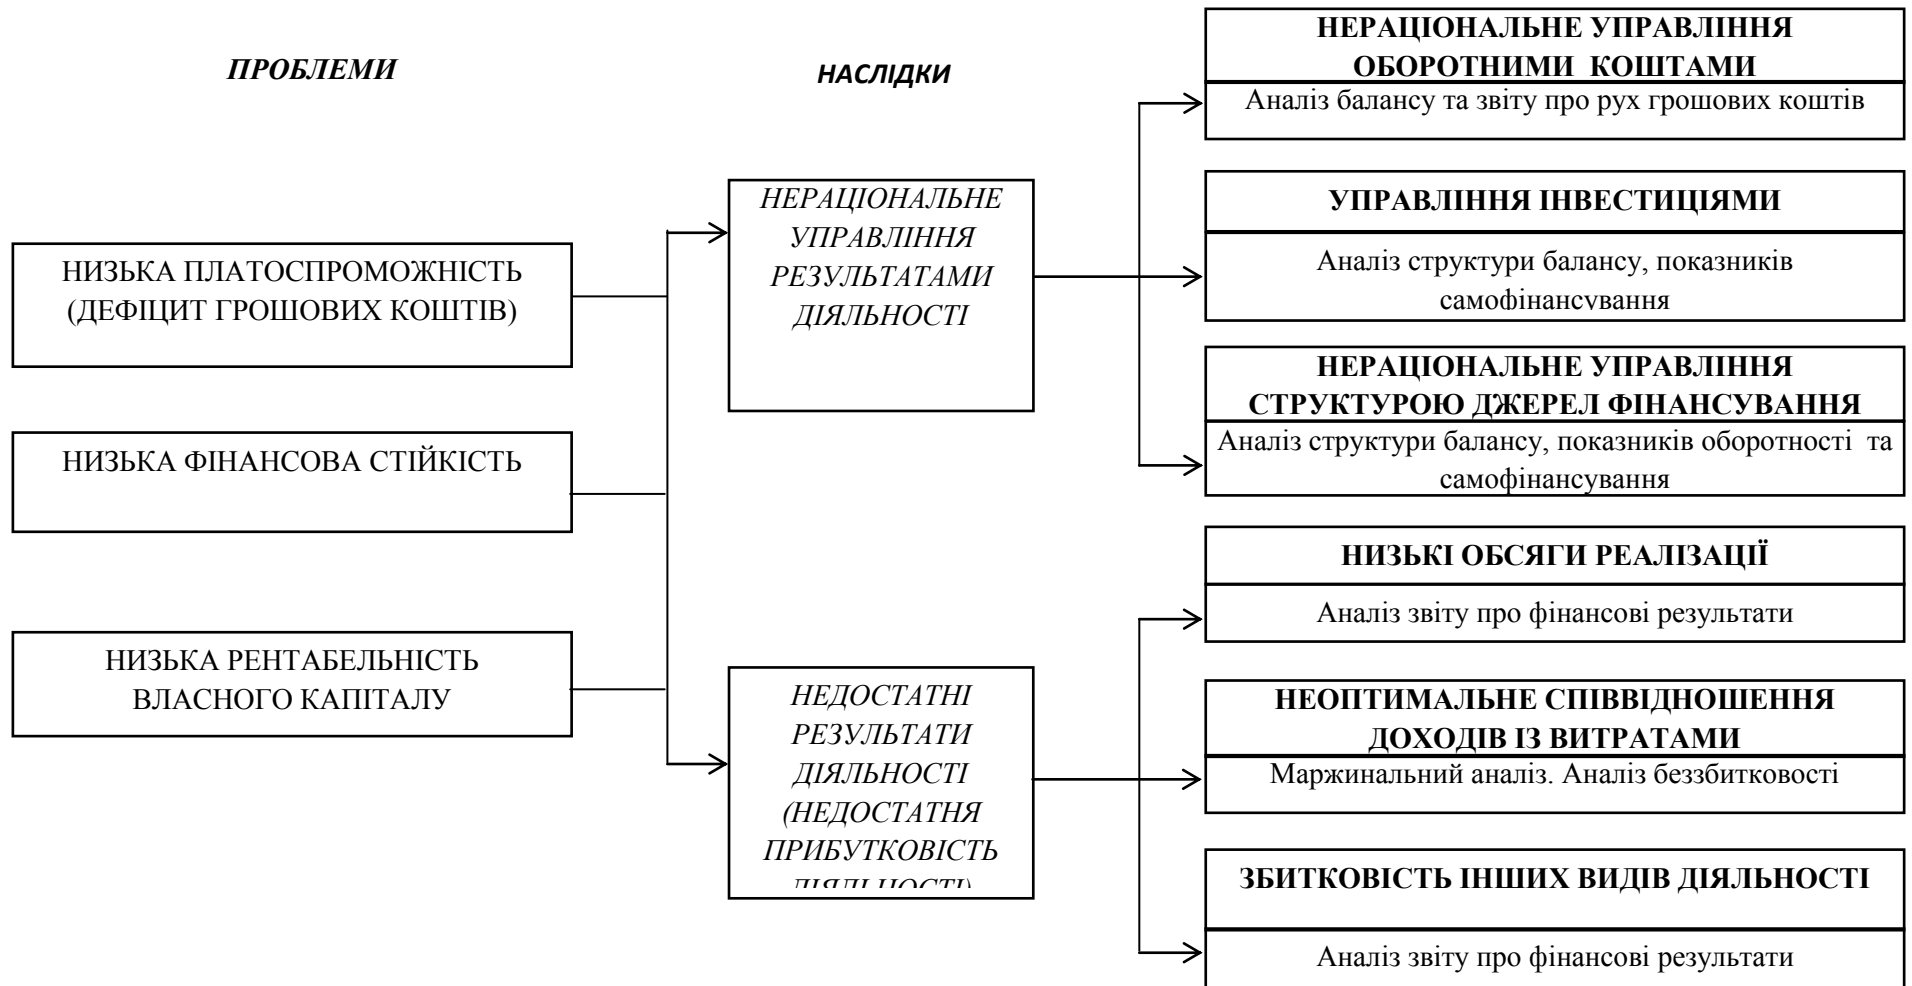 ПРОБЛЕМИ
НАСЛІДКИ
НИЗЬКА ПЛАТОСПРОМОЖНІСТЬ
(ДЕФІЦИТ ГРОШОВИХ КОШТІВ)
НИЗЬКА ФІНАНСОВА СТІЙКІСТЬ
НИЗЬКА РЕНТАБЕЛЬНІСТЬ
ВЛАСНОГО КАПІТАЛУ
НЕРАЦІОНАЛЬНЕ
УПРАВЛІННЯ
РЕЗУЛЬТАТАМИ
ДІЯЛЬНОСТІ
НЕДОСТАТНІ
РЕЗУЛЬТАТИ
ДІЯЛЬНОСТІ
(НЕДОСТАТНЯ
ПРИБУТКОВІСТЬ
ДІЯЛЬНОСТІ)
НЕРАЦІОНАЛЬНЕ УПРАВЛІННЯ
ОБОРОТНИМИ КОШТАМИ
Аналіз балансу та звіту про рух грошових коштів
УПРАВЛІННЯ ІНВЕСТИЦІЯМИ
Аналіз структури балансу, показників
самофінансування
НЕРАЦІОНАЛЬНЕ УПРАВЛІННЯ
СТРУКТУРОЮ ДЖЕРЕЛ ФІНАНСУВАННЯ
Аналіз структури балансу, показників оборотності та
самофінансування
НИЗЬКІ ОБСЯГИ РЕАЛІЗАЦІЇ
Аналіз звіту про фінансові результати
НЕОПТИМАЛЬНЕ СПІВВІДНОШЕННЯ
ДОХОДІВ ІЗ ВИТРАТАМИ
Маржинальний аналіз. Аналіз беззбитковості
ЗБИТКОВІСТЬ ІНШИХ ВИДІВ ДІЯЛЬНОСТІ
Аналіз звіту про фінансові результати